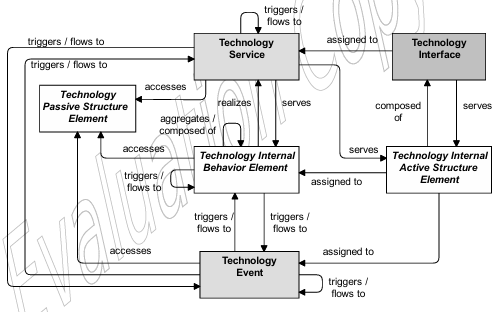 triggers /
flows to
triggers / flows to
Technology
Service
assigned to
Technology
Interface
triggers / flows to
accesses
Technology
Passive Structure
Element
realizes
serves
composed
of
serves
aggregates /
composed of
accesses
serves
Technology Internal
Behavior Element
Technology Internal
Active Structure
Element
triggers /
flows to
assigned to
triggers /
flows to
triggers /
flows to
accesses
assigned to
Technology
Event
triggers /
flows to
Evaluation Copy